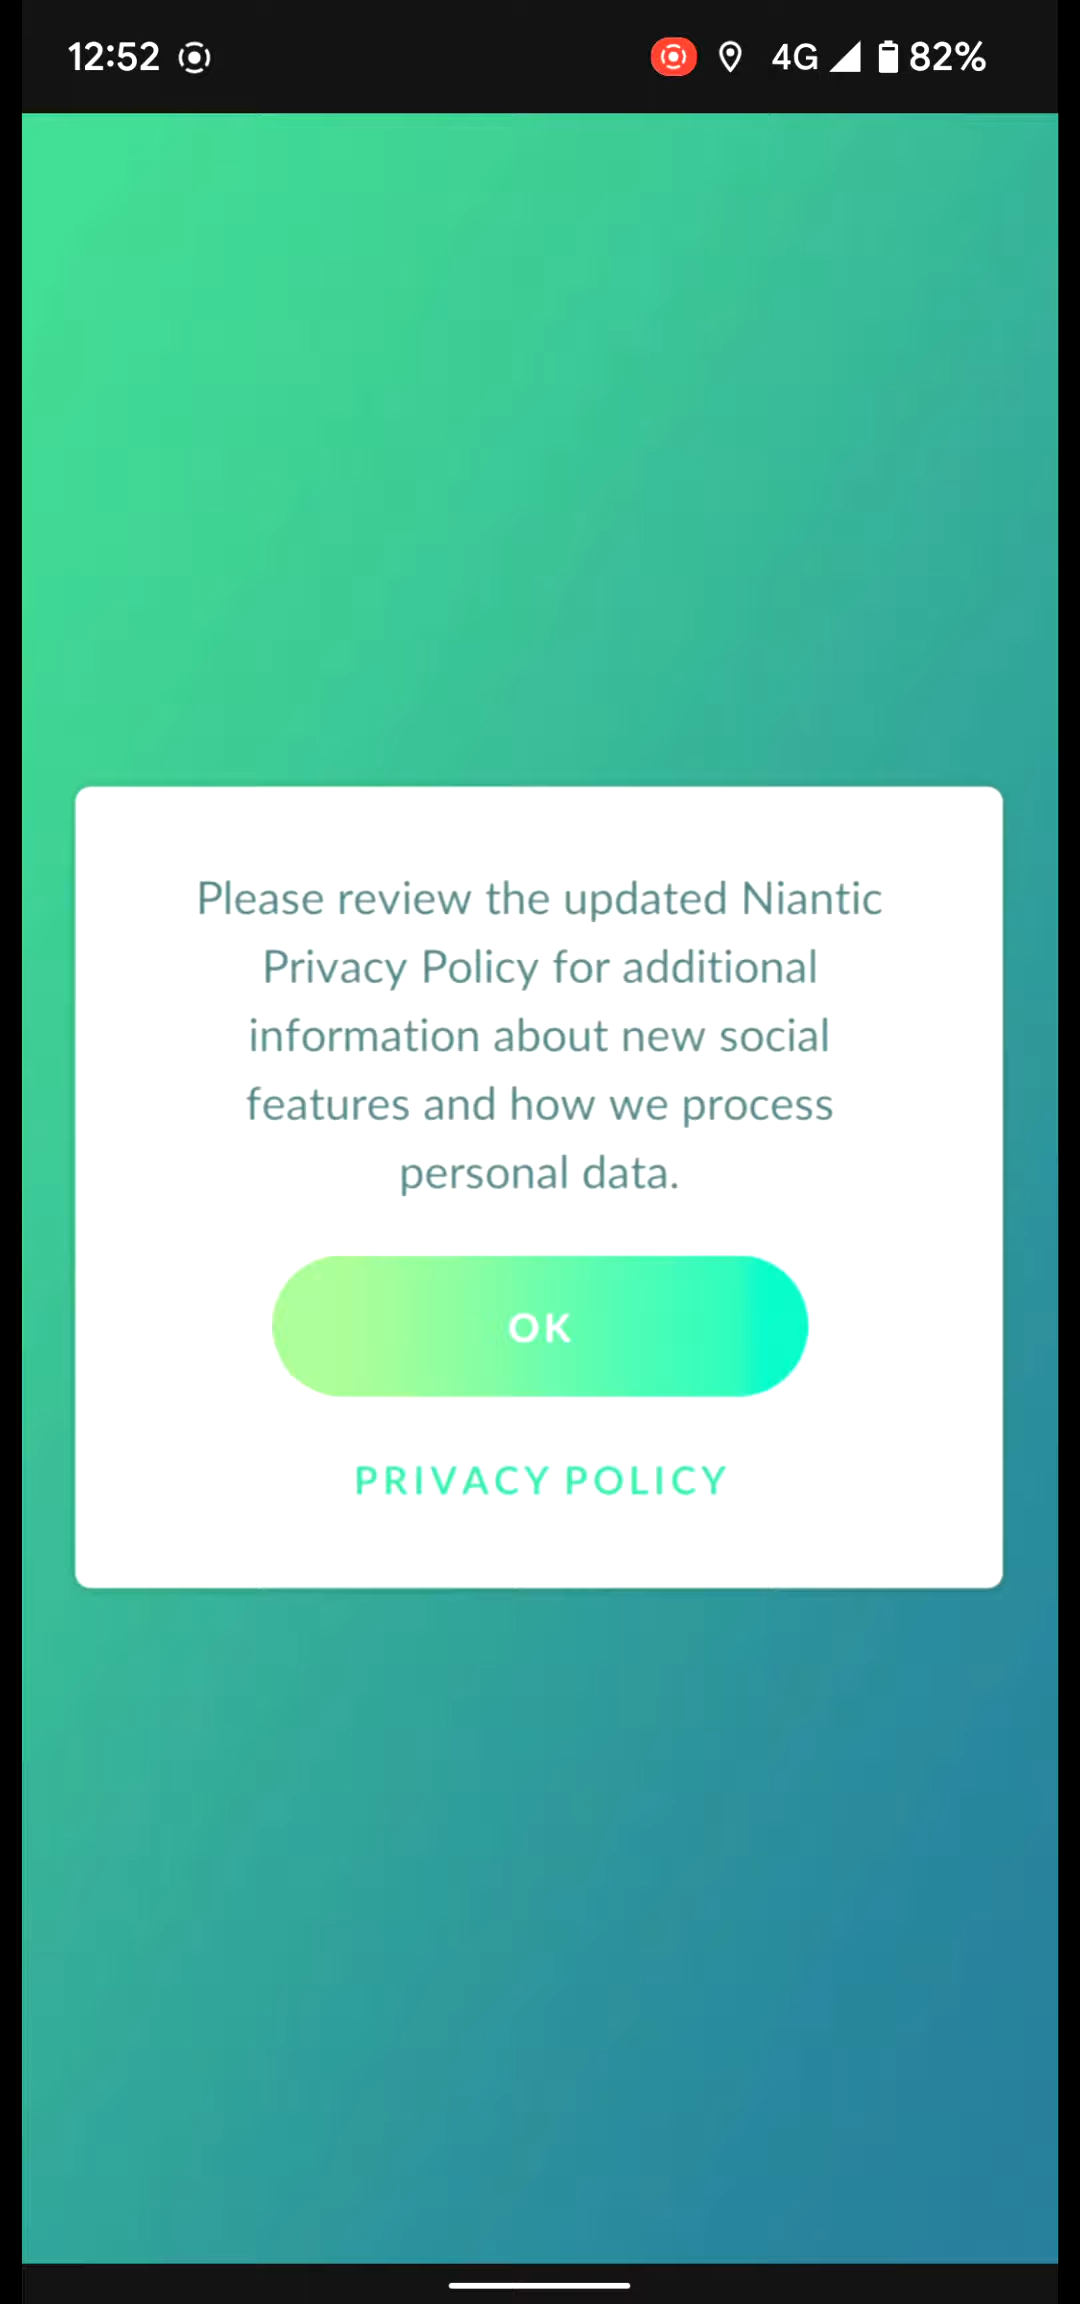 12:52 4G 82%
Please review the updated Niantic
Privacy Policy for additional
information about new social
features and how we process
personal data.
OK
PRIVACY POLICY